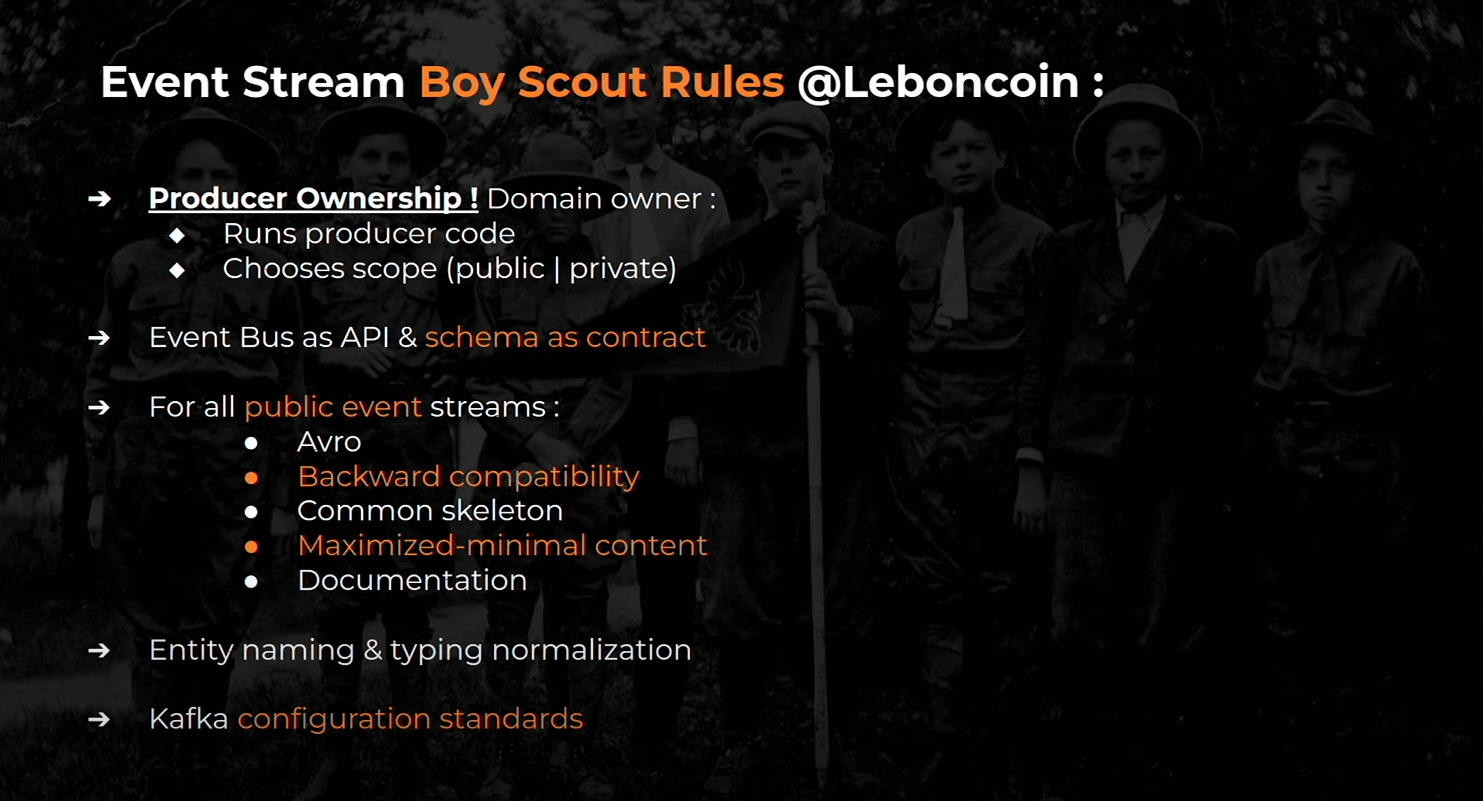 Event Stream Boy Scout Rules @Leboncoin :
➔ Producer Ownership ! Domain owner :
◆ Runs producer code
◆ Chooses scope (public | private)
➔ Event Bus as API & schema as contract
➔ For all public event streams :
● Avro
● Backward compatibility
● Common skeleton
● Maximized-minimal content
● Documentation
➔ Entity naming & typing normalization
➔ Kafka configuration standards